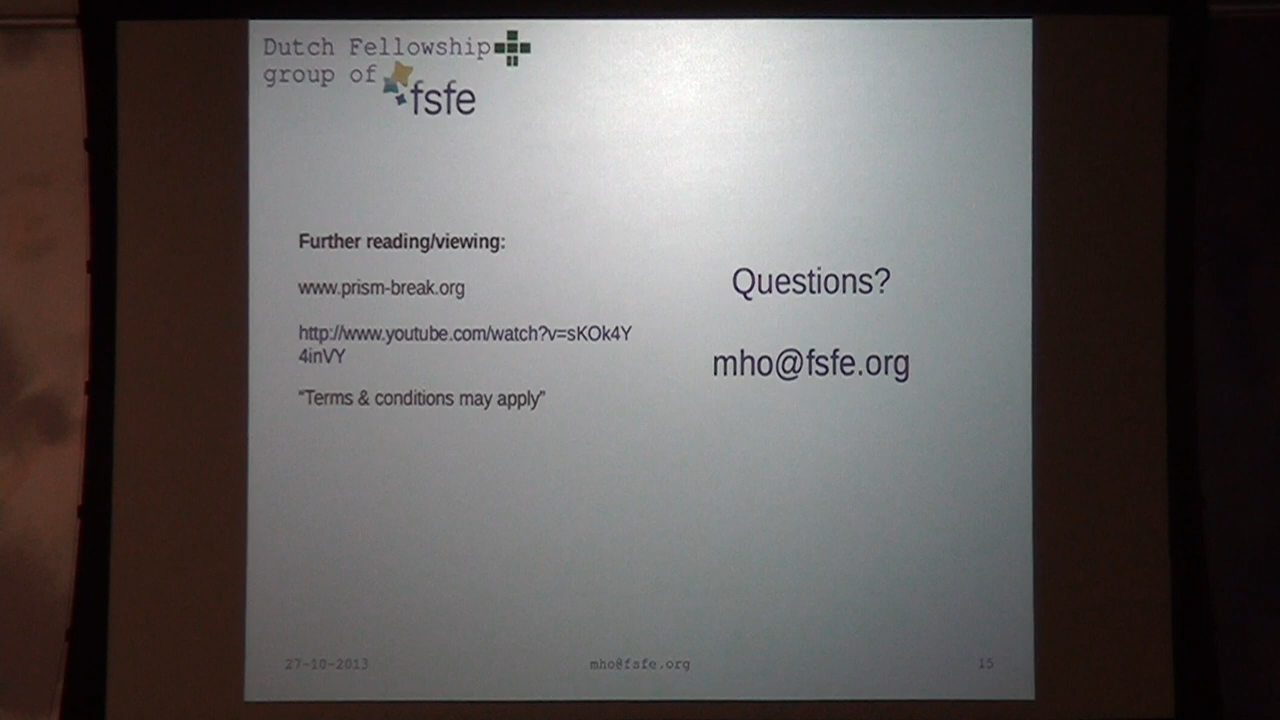 Dutch Fellowship
group of
fsfe
Further reading/viewing:
www.prism-break.org
http://www.youtube.com/watch?v=sKOk4Y
4inVY
“Terms & conditions may apply”
Questions?
mho@fsfe.org
27-10-2013
mho@fsfe.org
15